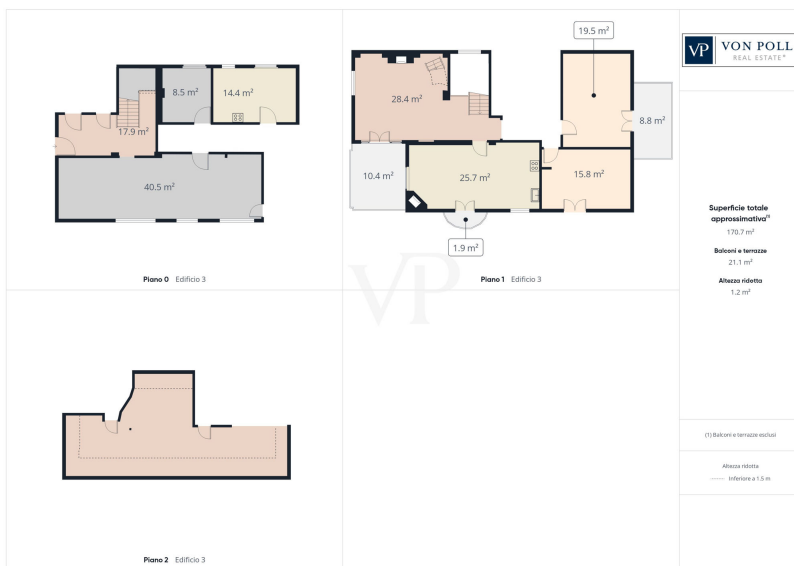 17.9 m²
8.5 m²
14.4 m²
40.5 m²
Piano 0 Edificio 3
19.5 m²
28.4 m²
8.8 m²
10.4 m²
25.7 m²
15.8 m²
1.9 m²
Piano 1 Edificio 3
VP
Piano 2 Edificio 3
VP VON POLL
REAL ESTATE®
Superficie totale
approssimativa⁽¹⁾
170.7 m²
Balconi e terrazze
21.1 m²
Altezza ridotta
1.2 m²
(1) Balconi e terrazze esclusi
Altezza ridotta
Inferiore a 1.5 m